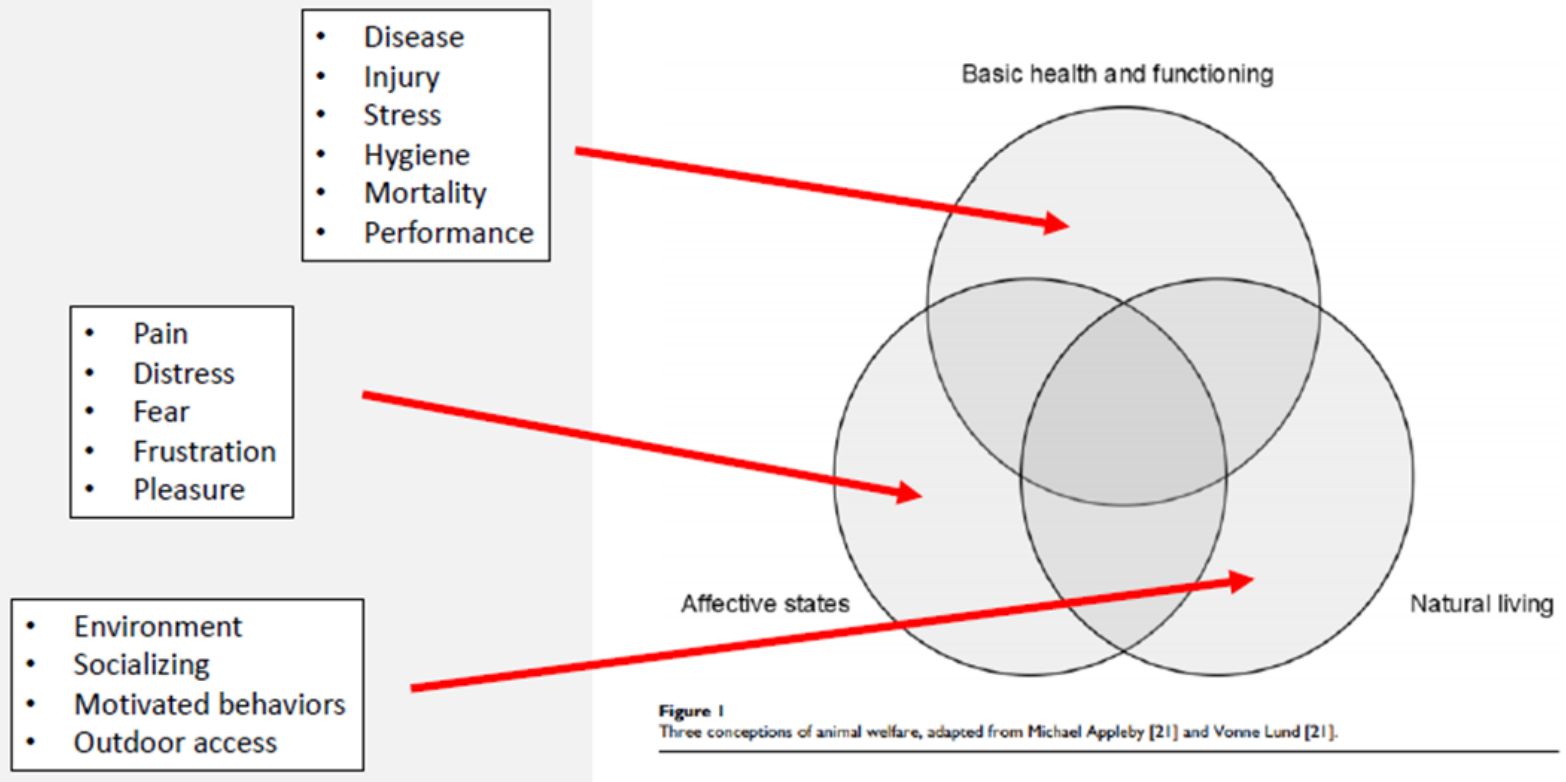 • Disease
• Injury
• Stress
• Hygiene
• Mortality
• Performance
• Pain
• Distress
• Fear
• Frustration
• Pleasure
• Environment
• Socializing
• Motivated behaviors
• Outdoor access
Basic health and functioning
Affective states
Natural living
Figure 1
Three conceptions of animal welfare, adapted from Michael Appleby [21] and Vonne Lund [21].